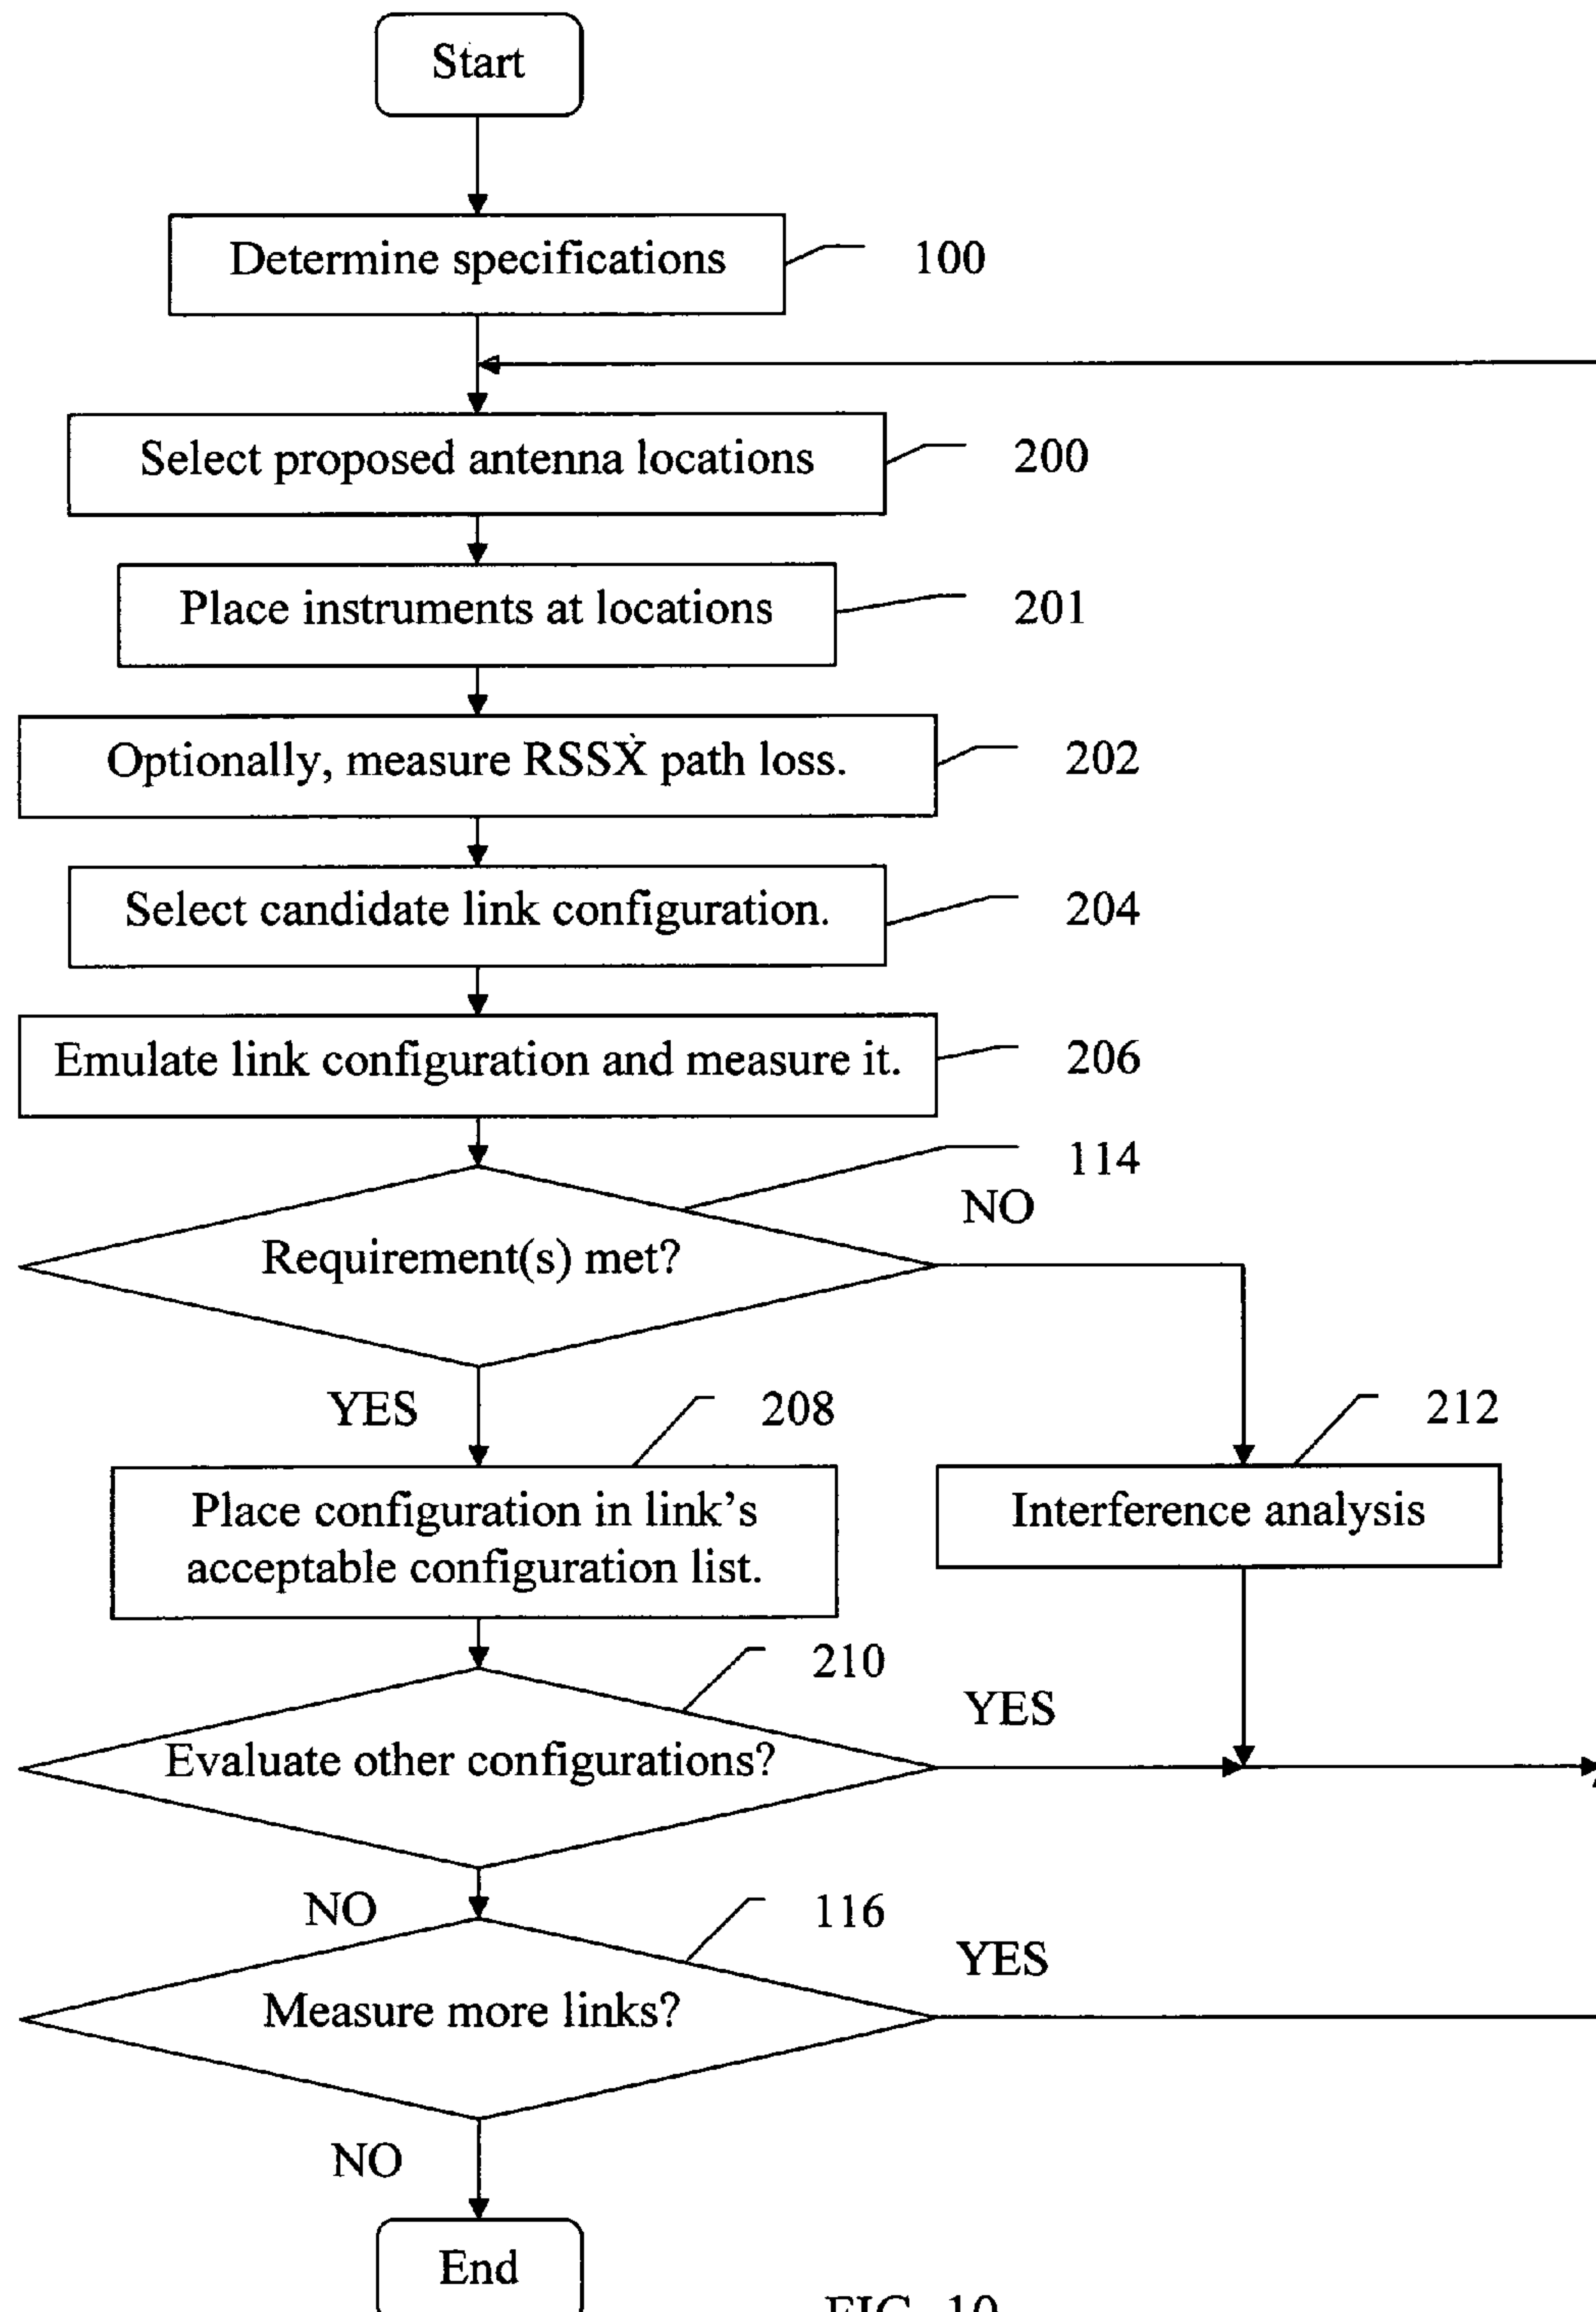 Start
Determine specifications
100
Select proposed antenna locations
200
Place instruments at locations
201
Optionally, measure RSSX path loss.
202
Select candidate link configuration.
204
Emulate link configuration and measure it.
206
114
NO
Requirement(s) met?
YES
208
212
Place configuration in link's
acceptable configuration list.
Interference analysis
210
YES
Evaluate other configurations?
NO
116
YES
Measure more links?
NO
End
FIG. 10